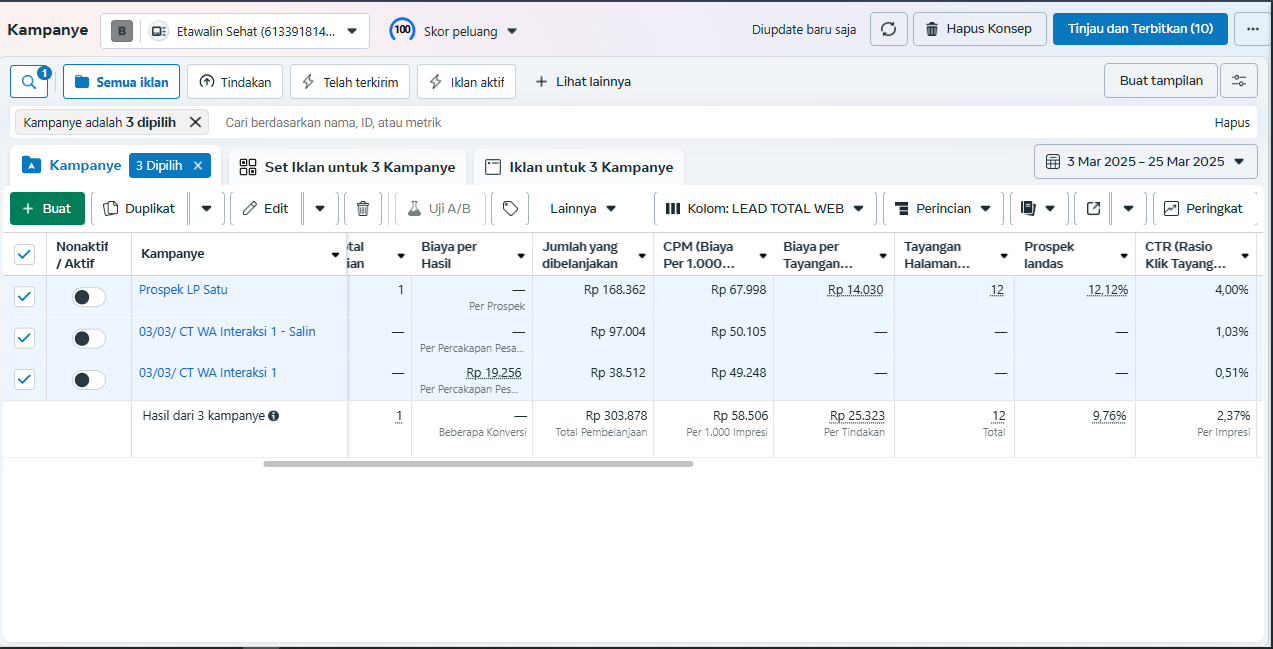 Kampanye
B
Etawalin Sehat (613391814...
100
Skor peluang
Diupdate baru saja
Hapus Konsep
Tinjau dan Terbitkan (10)
1
Semua iklan
Tindakan
Telah terkirim
Iklan aktif
Lihat lainnya
Buat tampilan
Kampanye adalah 3 dipilih
Cari berdasarkan nama, ID, atau metrik
Hapus
Kampanye
3 Dipilih
Set Iklan untuk 3 Kampanye
Iklan untuk 3 Kampanye
3 Mar 2025 – 25 Mar 2025
+ Buat
Duplikat
Edit
Uji A/B
Lainnya
Kolom: LEAD TOTAL WEB
Perincian
Peringkat
Nonaktif / Aktif
Kampanye
Biaya per Hasil
Jumlah yang dibelanjakan
CPM (Biaya Per 1.000...
Biaya per Tayangan...
Tayangan Halaman...
Prospek landas
CTR (Rasio Klik Tayang...
Prospek LP Satu
1
—
Per Prospek
Rp 168.362
Rp 67.998
Rp 14.030
12
12,12%
4,00%
03/03/ CT WA Interaksi 1 - Salin
—
—
Per Percakapan Pesa...
Rp 97.004
Rp 50.105
—
—
—
1,03%
03/03/ CT WA Interaksi 1
—
Rp 19.256
Per Percakapan Pes...
Rp 38.512
Rp 49.248
—
—
—
0,51%
Hasil dari 3 kampanye
1
—
Beberapa Konversi
Rp 303.878
Total Pembelanjaan
Rp 58.506
Per 1.000 Impresi
Rp 25.323
Per Tindakan
12
Total
9,76%
2,37%
Per Impresi